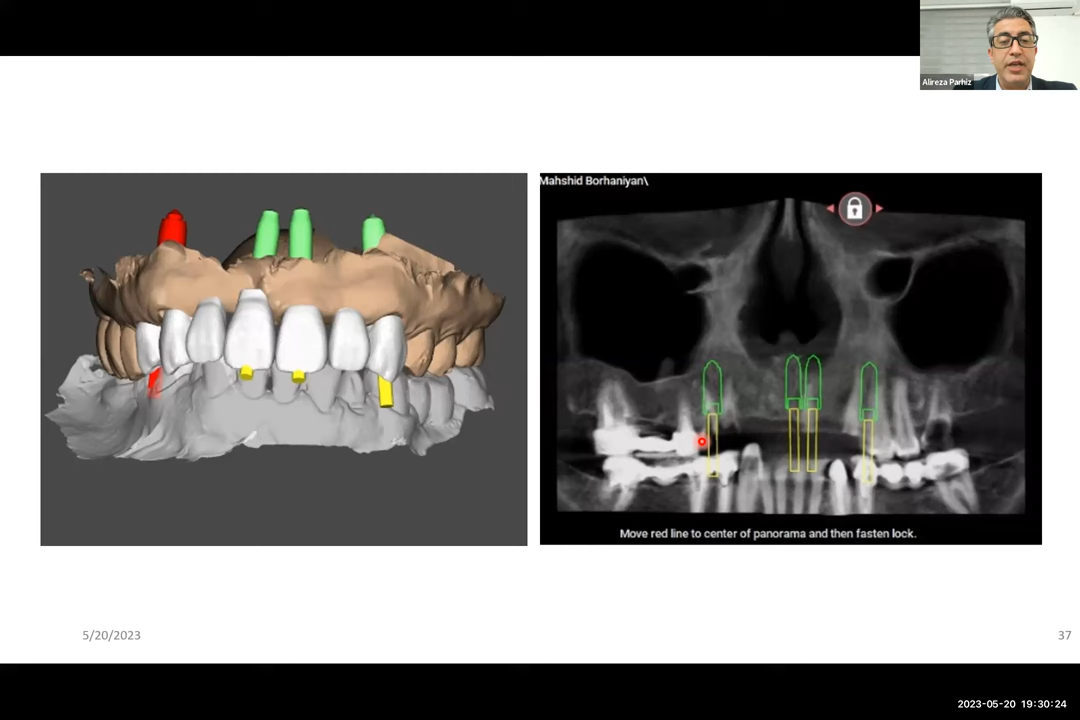 Alireza Parhiz
Mahshid Borhaniyan\
Move red line to center of panorama and then fasten lock.
5/20/2023
37
2023-05-20 19:30:24